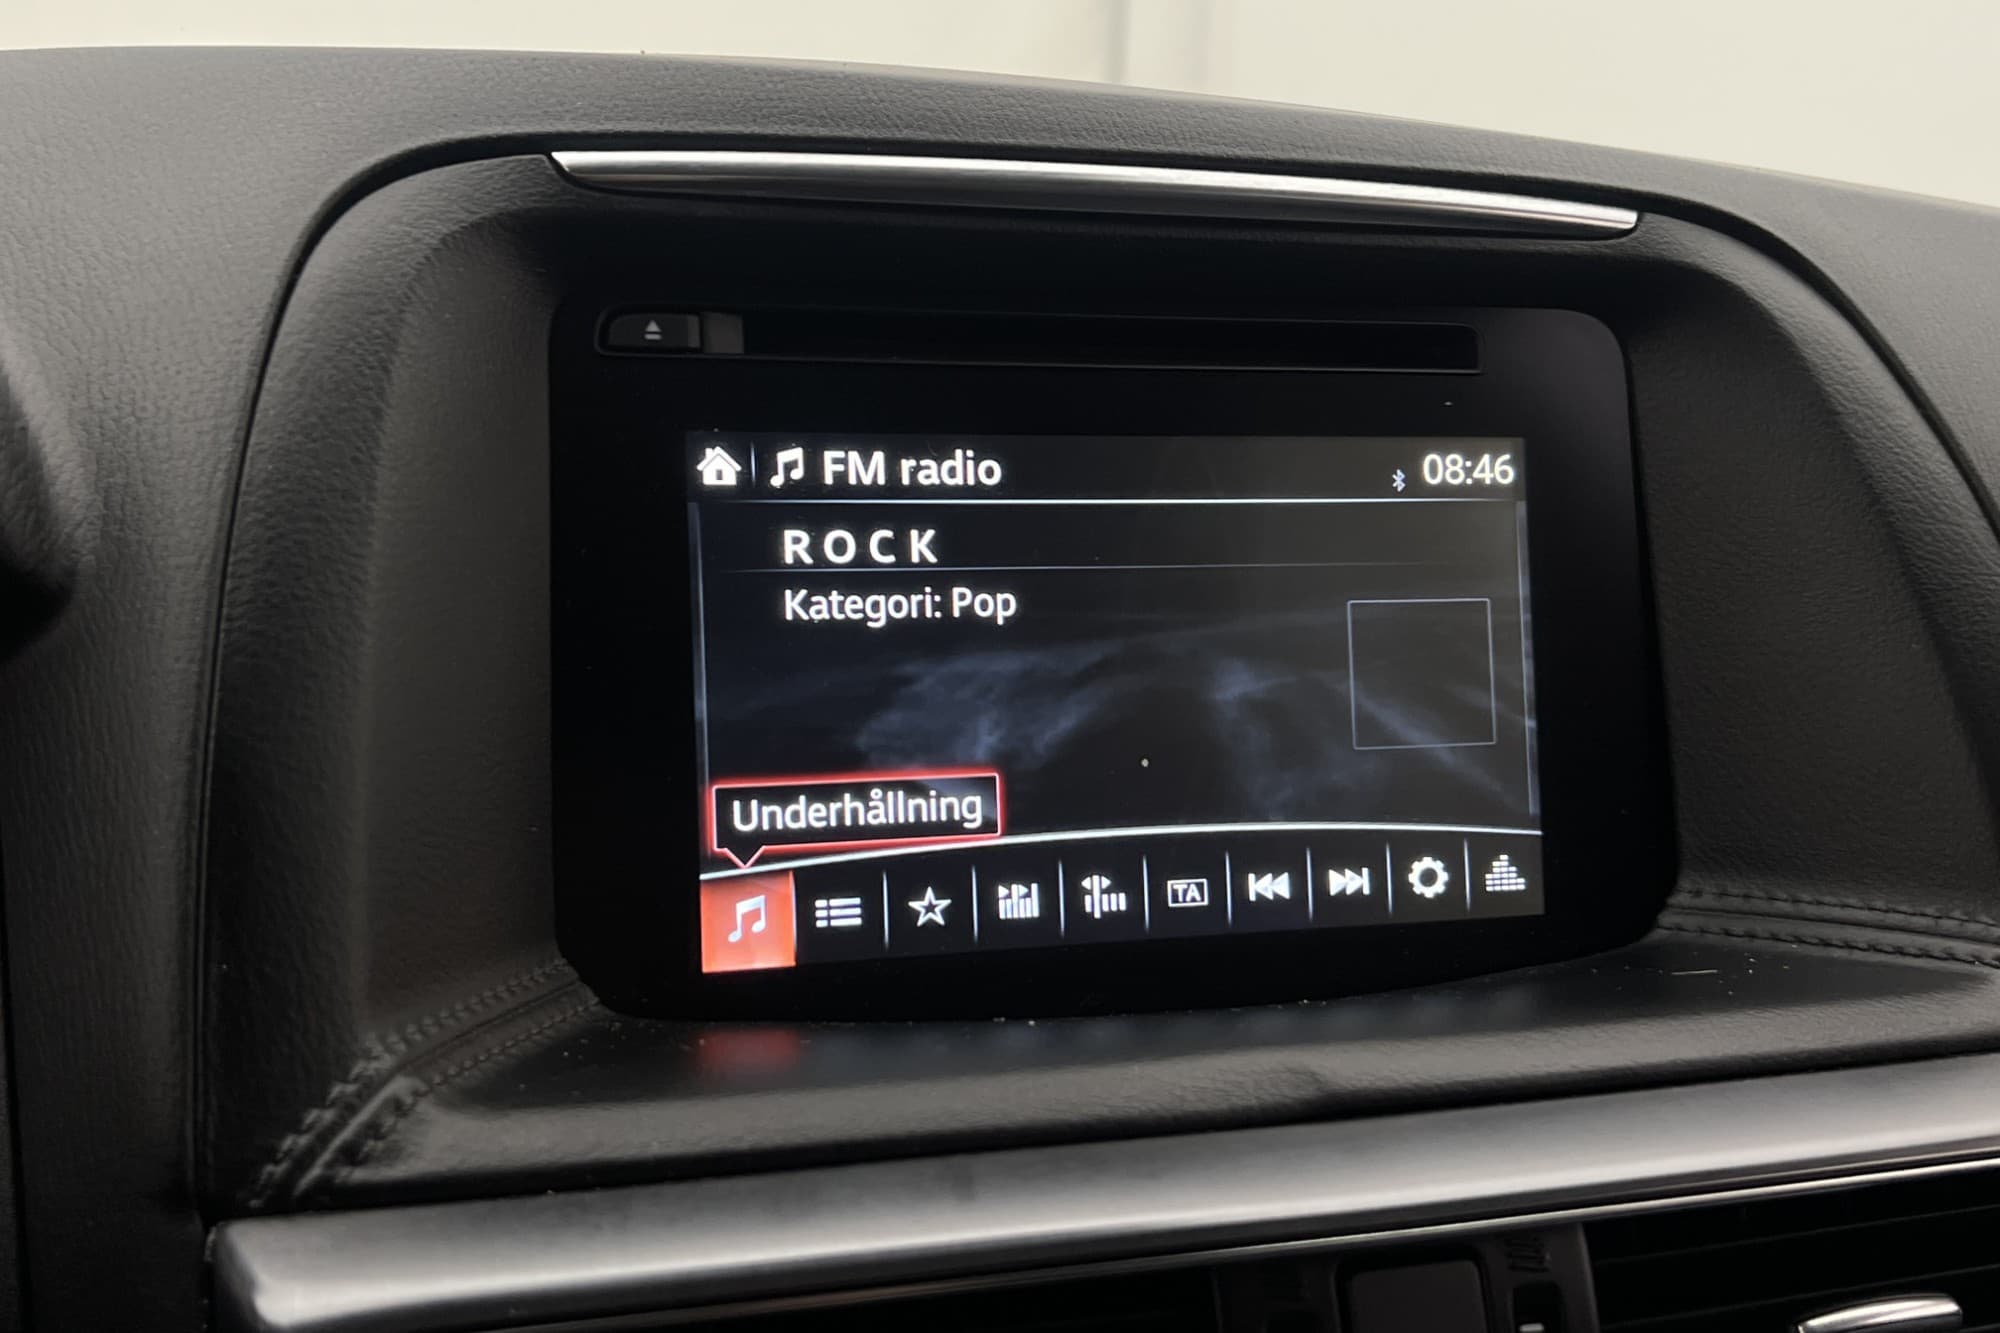 FM radio 08:46
ROCK
Kategori: Pop
Underhållning
TA